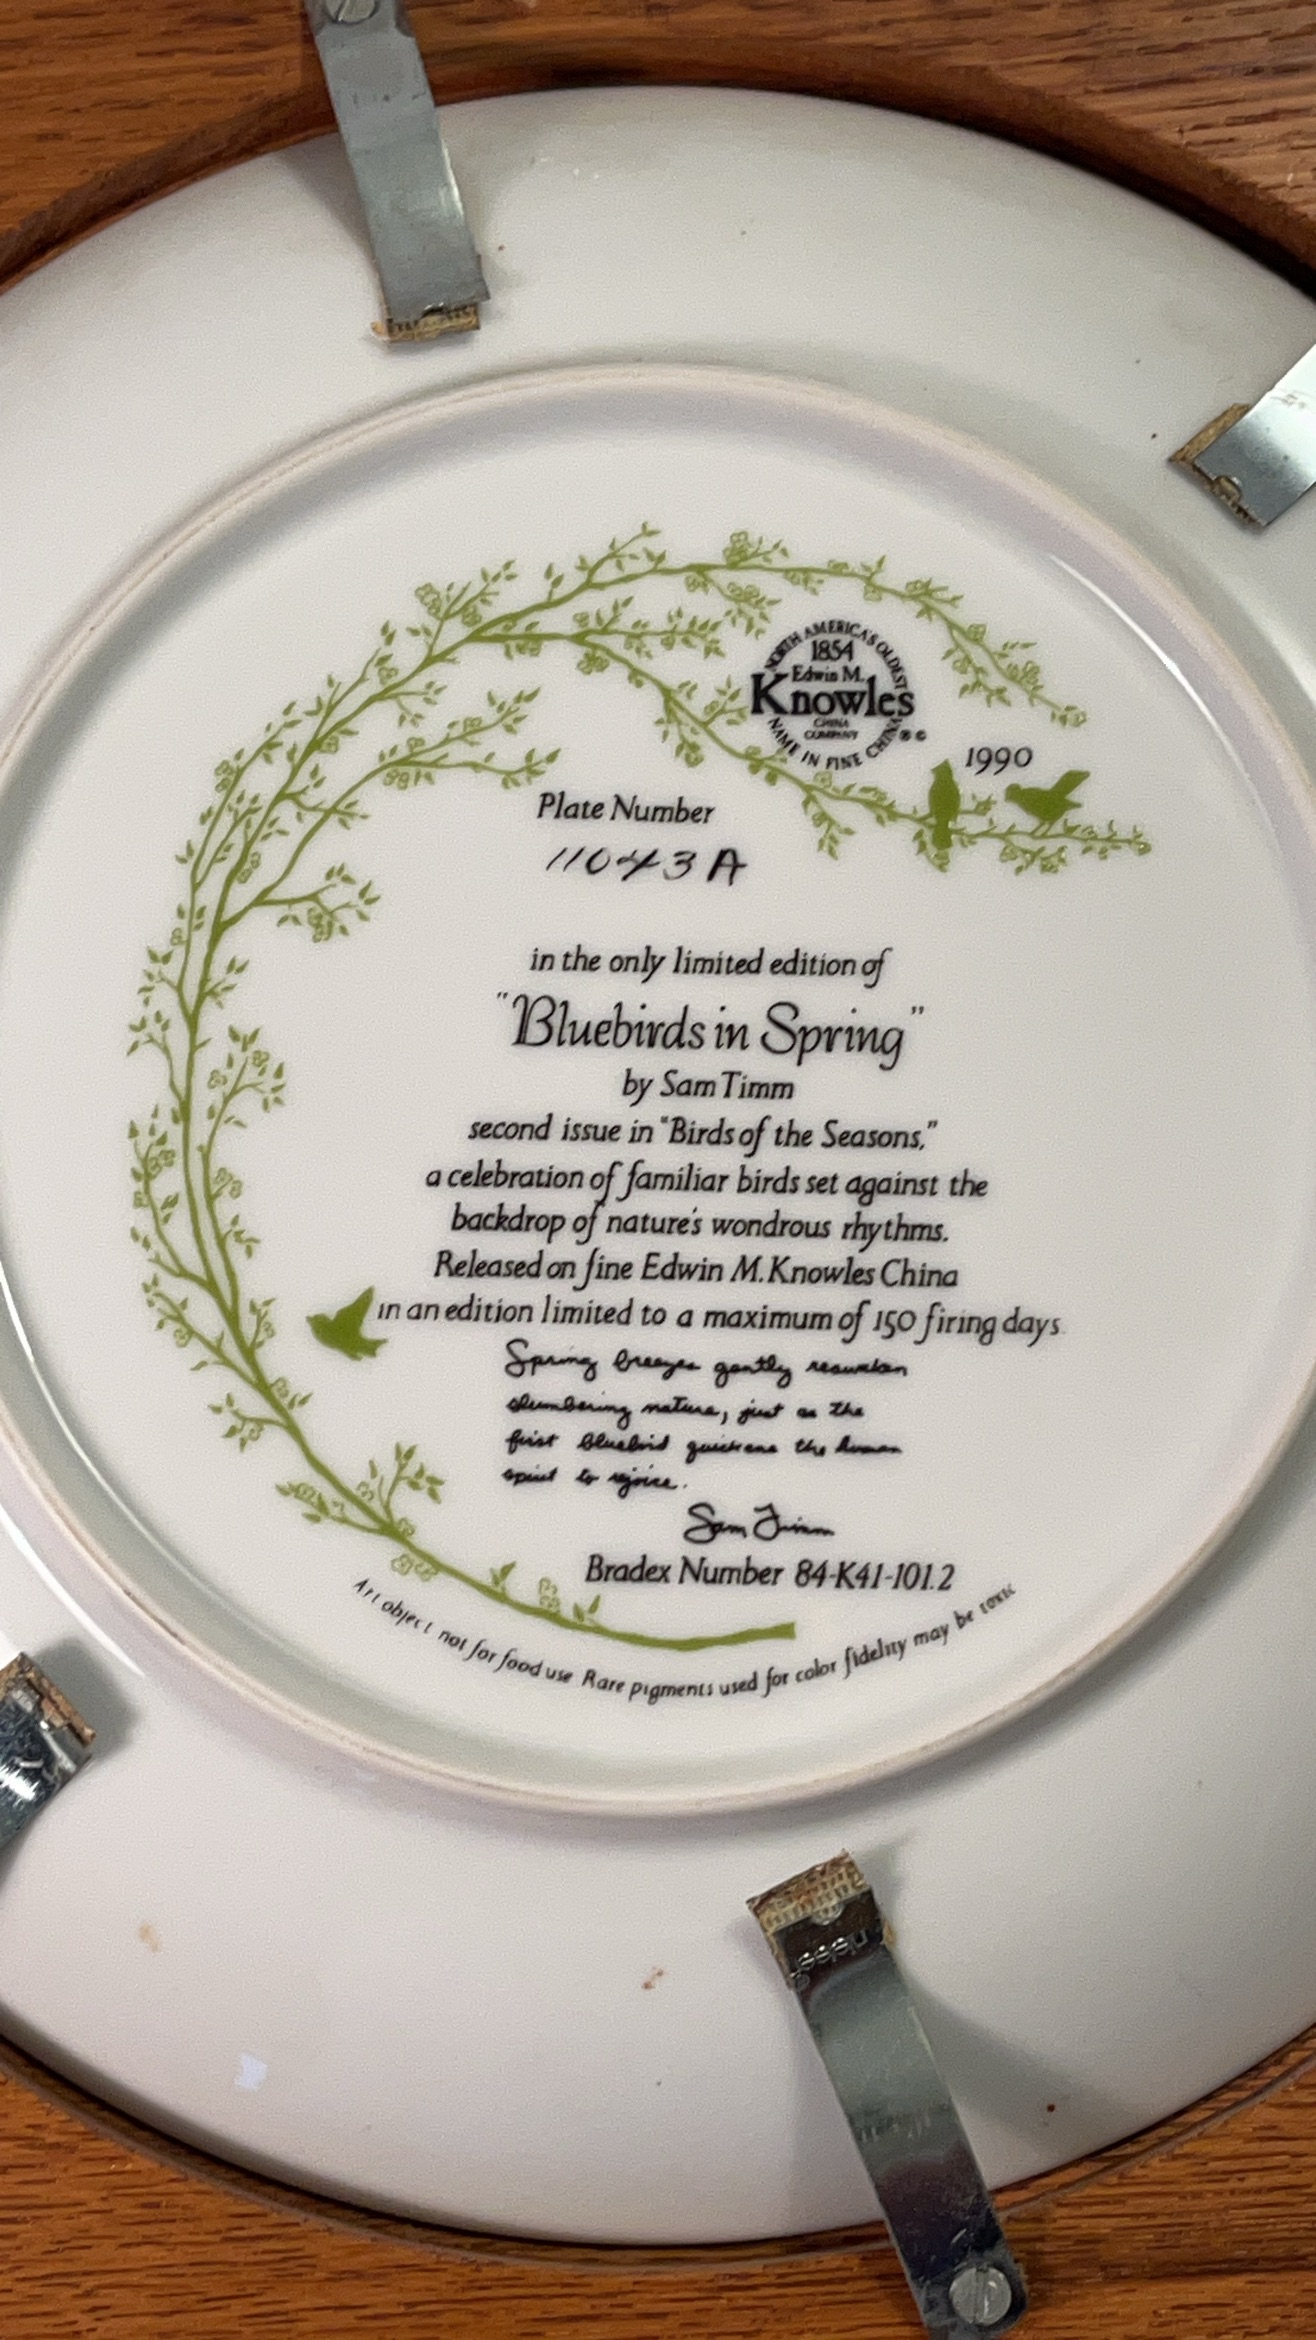 NORTH AMERICA'S OLDEST
1854
Edwin M.
Knowles
CHINA
COMPANY
NAME IN FINE CHINA
® ©
1990
Plate Number
11043A
in the only limited edition of
"Bluebirds in Spring"
by Sam Timm
second issue in "Birds of the Seasons,"
a celebration of familiar birds set against the
backdrop of nature's wondrous rhythms.
Released on fine Edwin M. Knowles China
in an edition limited to a maximum of 150 firing days.
Spring breezes gently reawaken
slumbering nature, just as the
first bluebird quickens the human
spirit to rejoice.
Sam Timm
Bradex Number 84-K41-101.2
Art object not for food use Rare pigments used for color fidelity may be toxic